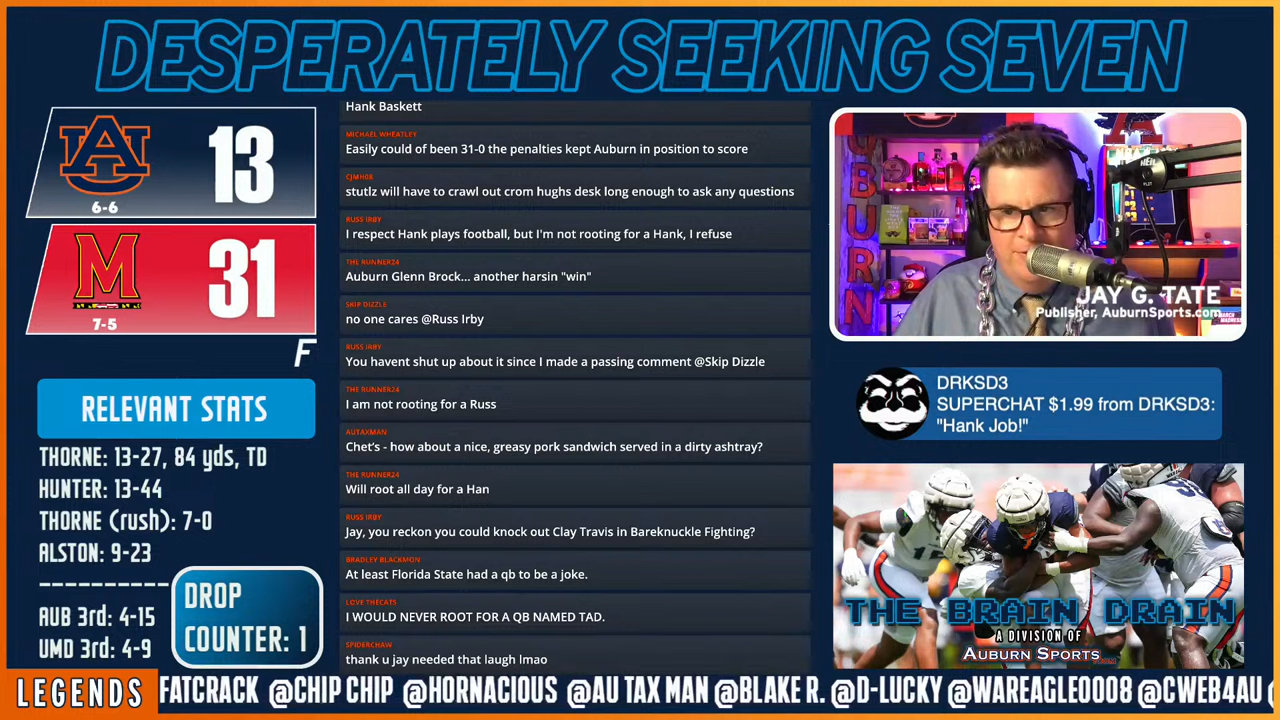 DESPERATELY SEEKING SEVEN
13
6-6
31
7-5
F
RELEVANT STATS
THORNE: 13-27, 84 yds, TD
HUNTER: 13-44
THORNE (rush): 7-0
ALSTON: 9-23
----------
AUB 3rd: 4-15
UMD 3rd: 4-9
DROP
COUNTER: 1
Hank Baskett
MICHAEL WHEATLEY
Easily could of been 31-0 the penalties kept Auburn in position to score
CJMH08
stutlz will have to crawl out crom hughs desk long enough to ask any questions
RUSS IRBY
I respect Hank plays football, but I'm not rooting for a Hank, I refuse
THE RUNNER24
Auburn Glenn Brock... another harsin "win"
SKIP DIZZLE
no one cares @Russ Irby
RUSS IRBY
You havent shut up about it since I made a passing comment @Skip Dizzle
THE RUNNER24
I am not rooting for a Russ
AUTAXMAN
Chet's - how about a nice, greasy pork sandwich served in a dirty ashtray?
THE RUNNER24
Will root all day for a Han
RUSS IRBY
Jay, you reckon you could knock out Clay Travis in Bareknuckle Fighting?
BRADLEY BLACKMON
At least Florida State had a qb to be a joke.
LOVE THECATS
I WOULD NEVER ROOT FOR A QB NAMED TAD.
SPIDERCHAW
thank u jay needed that laugh lmao
JAY G. TATE
Publisher, AuburnSports.com
DRKSD3
SUPERCHAT $1.99 from DRKSD3:
"Hank Job!"
THE BRAIN DRAIN
A DIVISION OF
AUBURN SPORTS
LEGENDS
FATCRACK @CHIP CHIP @HORNACIOUS @AU TAX MAN @BLAKE R. @D-LUCKY @WAREAGLE0008 @CWEB4AU